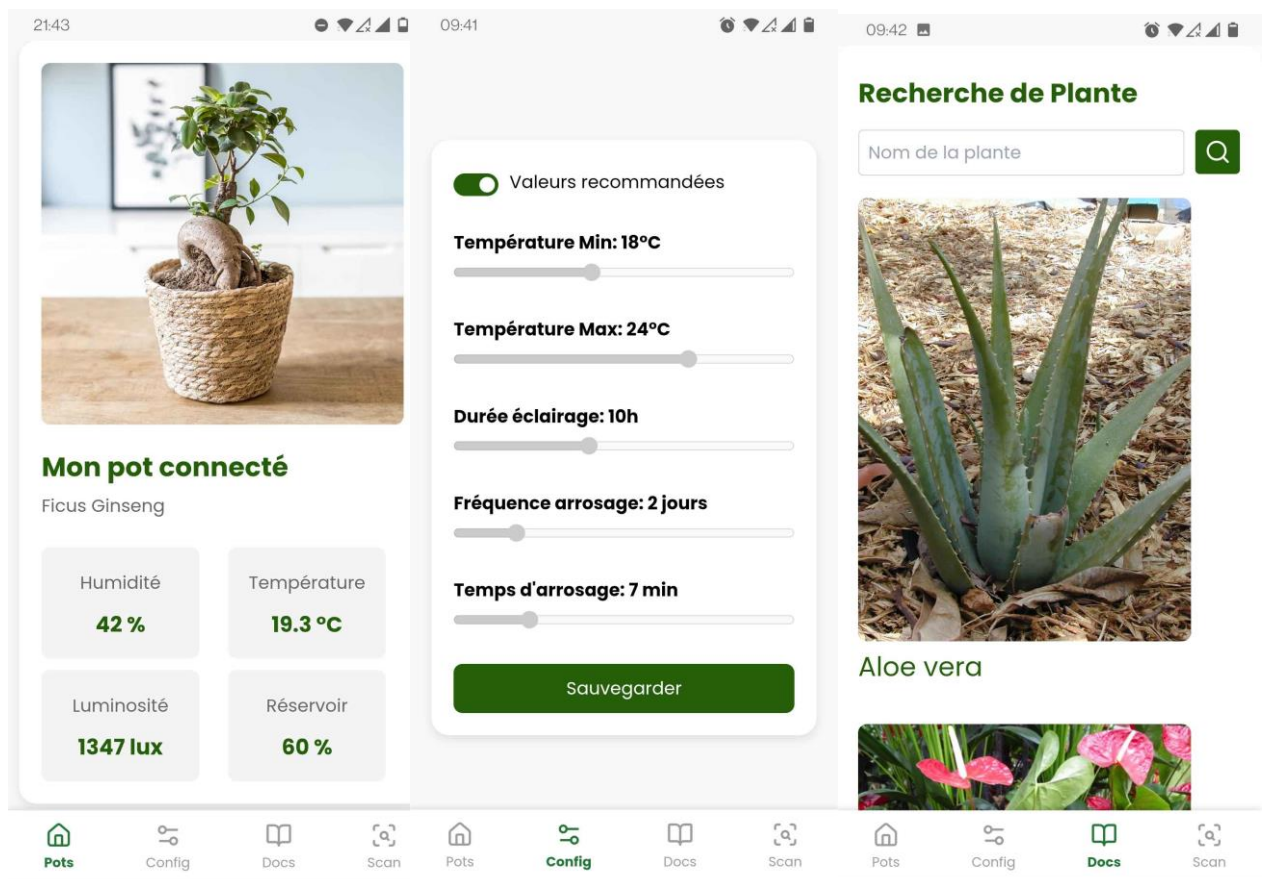 21:43
Mon pot connecté
Ficus Ginseng
Humidité
42 %
Température
19.3 °C
Luminosité
1347 lux
Réservoir
60 %
Pots
Config
Docs
Scan
09:41
Valeurs recommandées
Température Min: 18°C
Température Max: 24°C
Durée éclairage: 10h
Fréquence arrosage: 2 jours
Temps d'arrosage: 7 min
Sauvegarder
Pots
Config
Docs
Scan
09:42
Recherche de Plante
Nom de la plante
Aloe vera
Pots
Config
Docs
Scan